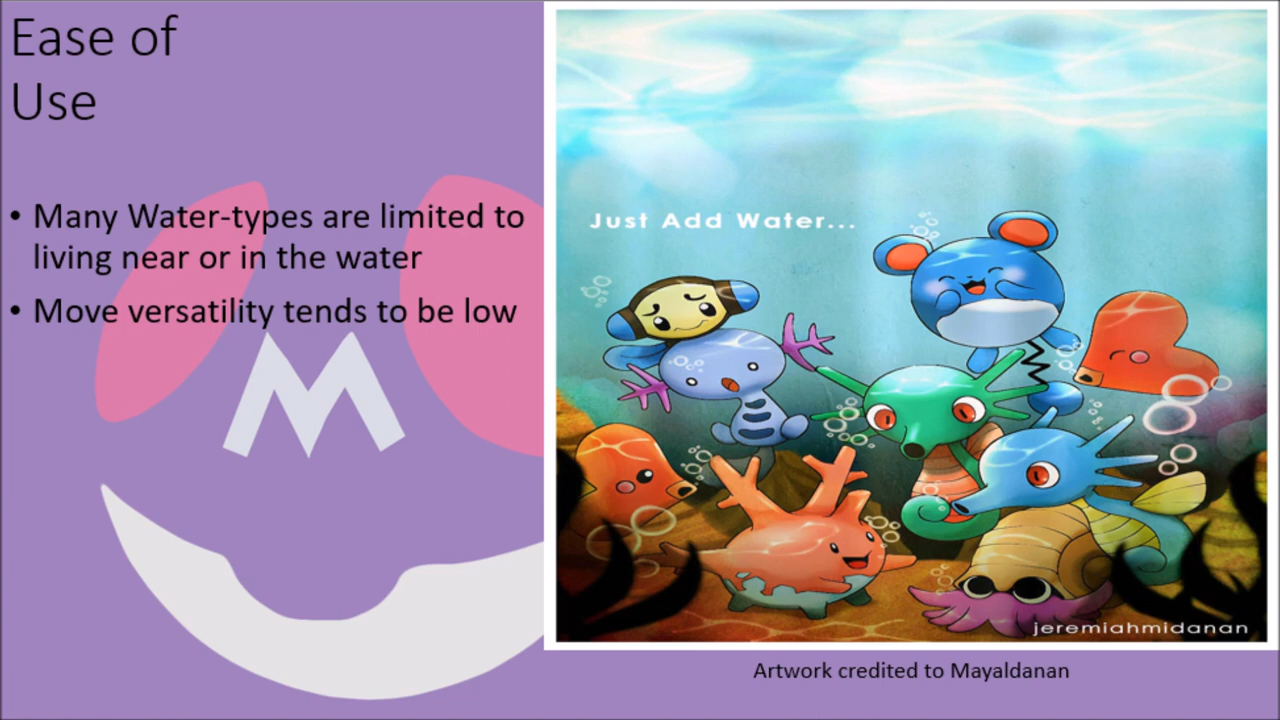 Ease of
Use
• Many Water-types are limited to
living near or in the water
• Move versatility tends to be low
M
Just Add Water...
jeremiahmidanan
Artwork credited to Mayaldanan